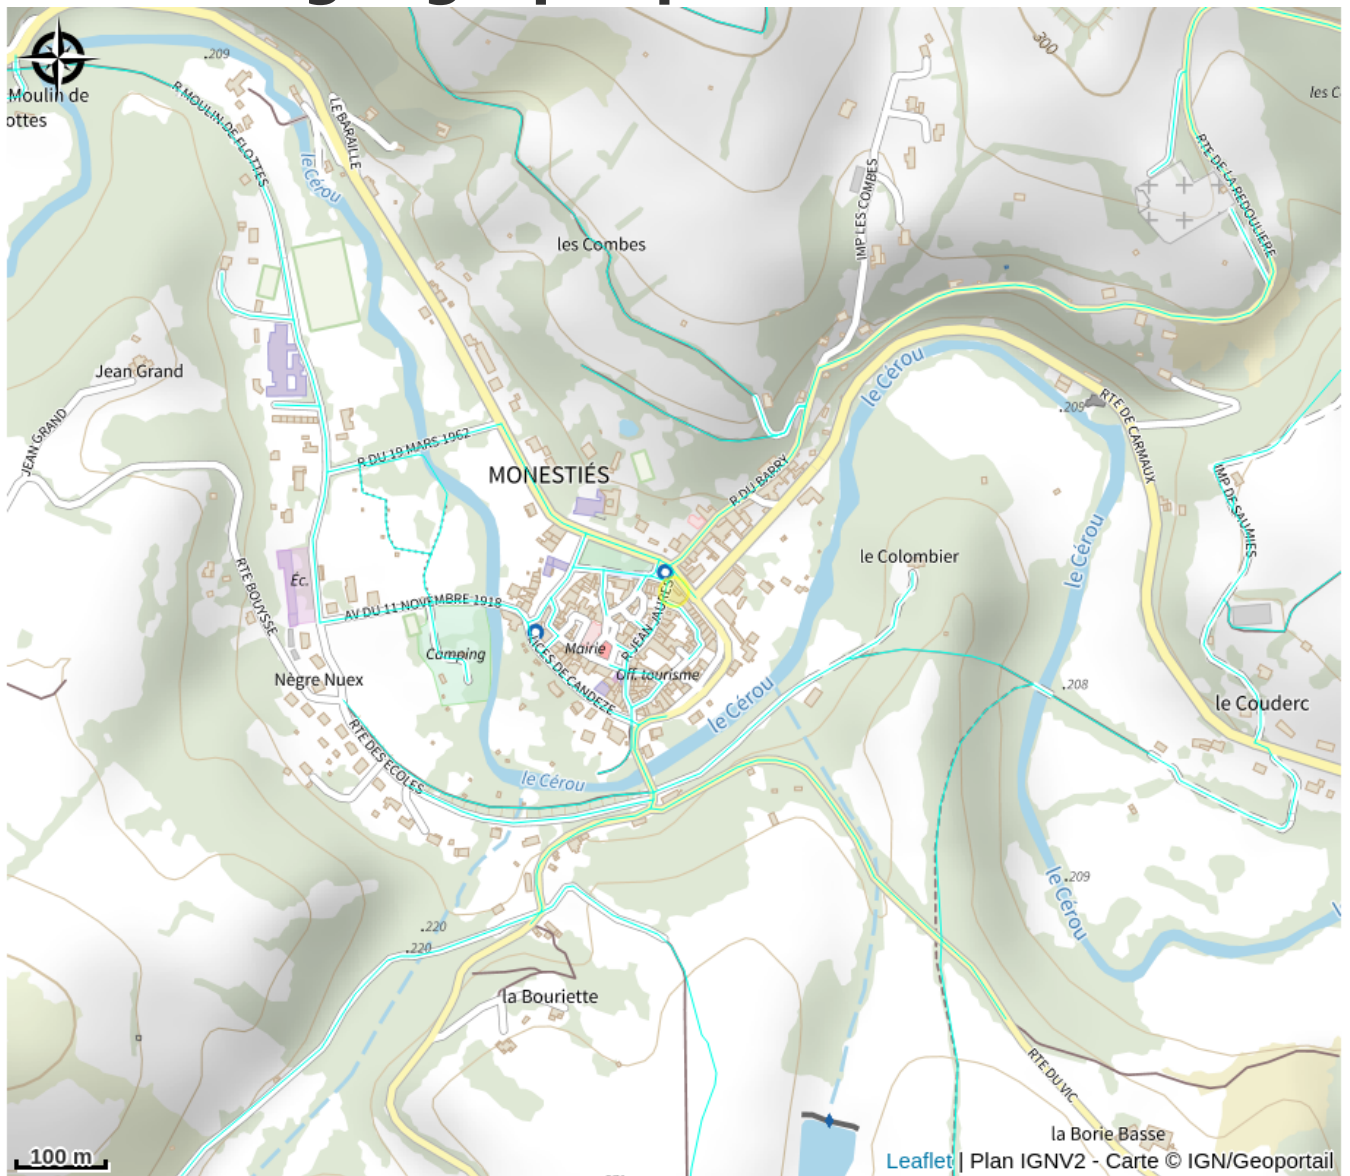 209
Moulin de
ottes
R MOULIN DE FLOTTES
LE BARAILLE
le Cérou
300
les C
RTE DE LA REDOULIERE
IMP LES COMBES
les Combes
Jean Grand
JEAN GRAND
le Cérou
209
RTE DE CARMAUX
R DU 19 MARS 1962
MONESTIÉS
R DU BARRY
IMP DE SAUMIES
le Cérou
le Colombier
RTE BOUYSSE
Éc.
AV DU 11 NOVEMBRE 1918
R JEAN JAURES
Camping
Mairie
LICES DE CANDEZE
Off. tourisme
Nègre Nuex
208
le Couderc
le Cérou
RTE DES ECOLES
le Cérou
209
le Cérou
220
220
la Bouriette
RTE DU VIC
la Borie Basse
100 m
Leaflet | Plan IGNV2 - Carte © IGN/Geoportail